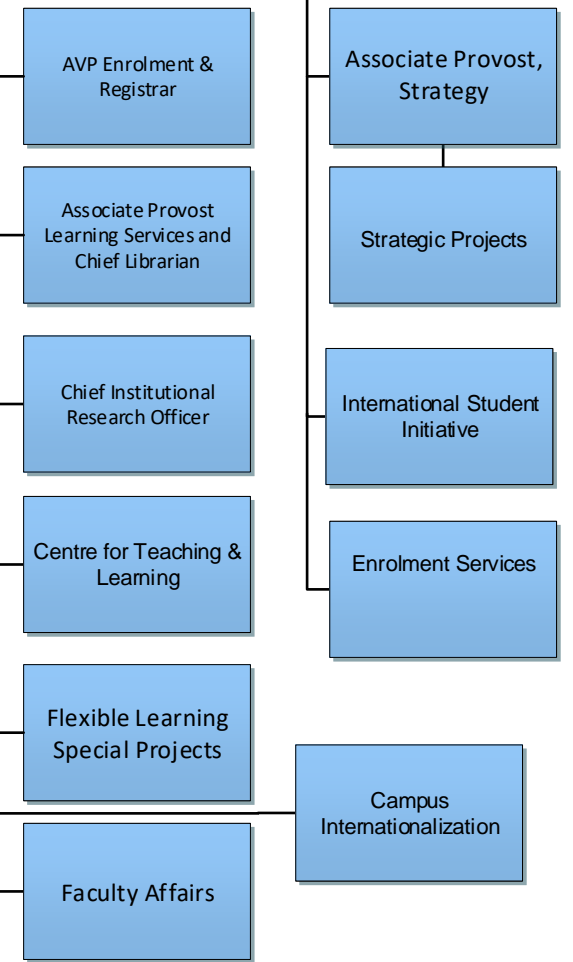 AVP Enrolment &
Registrar
Associate Provost
Learning Services and
Chief Librarian
Chief Institutional
Research Officer
Centre for Teaching &
Learning
Flexible Learning
Special Projects
Faculty Affairs
Associate Provost,
Strategy
Strategic Projects
International Student
Initiative
Enrolment Services
Campus
Internationalization